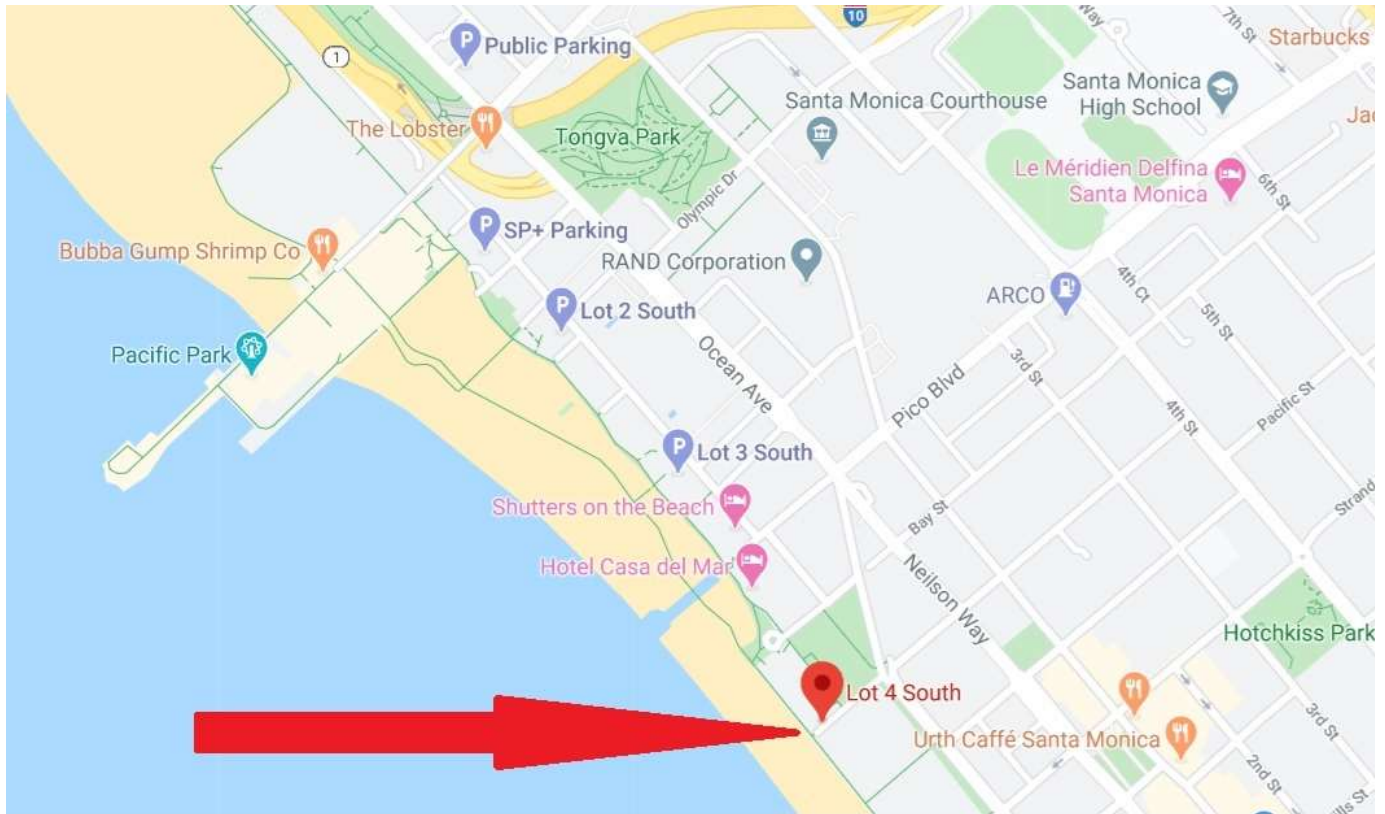 10
Way
7th St
Starbucks
1
Public Parking
Santa Monica
High School
Santa Monica Courthouse
The Lobster
Tongva Park
Le Méridien Delfina
Santa Monica
6th St
Olympic Dr
SP+ Parking
Bubba Gump Shrimp Co
RAND Corporation
4th Ct
ARCO
5th St
Lot 2 South
Pacific Park
Ocean Ave
3rd St
Pico Blvd
Pacific St
4th St
Lot 3 South
Shutters on the Beach
Bay St
Strand
Hotel Casa del Mar
Neilson Way
Hotchkiss Park
Lot 4 South
Urth Caffé Santa Monica
3rd St
2nd St